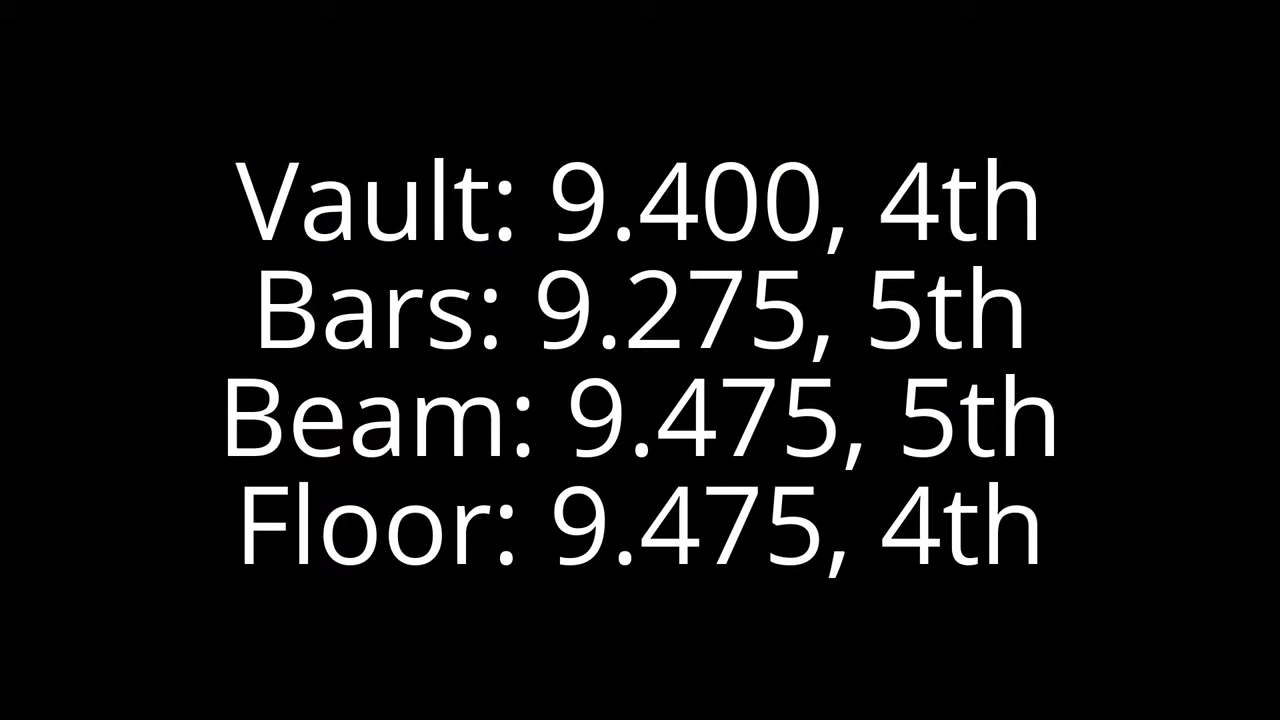 Vault: 9.400, 4th
Bars: 9.275, 5th
Beam: 9.475, 5th
Floor: 9.475, 4th